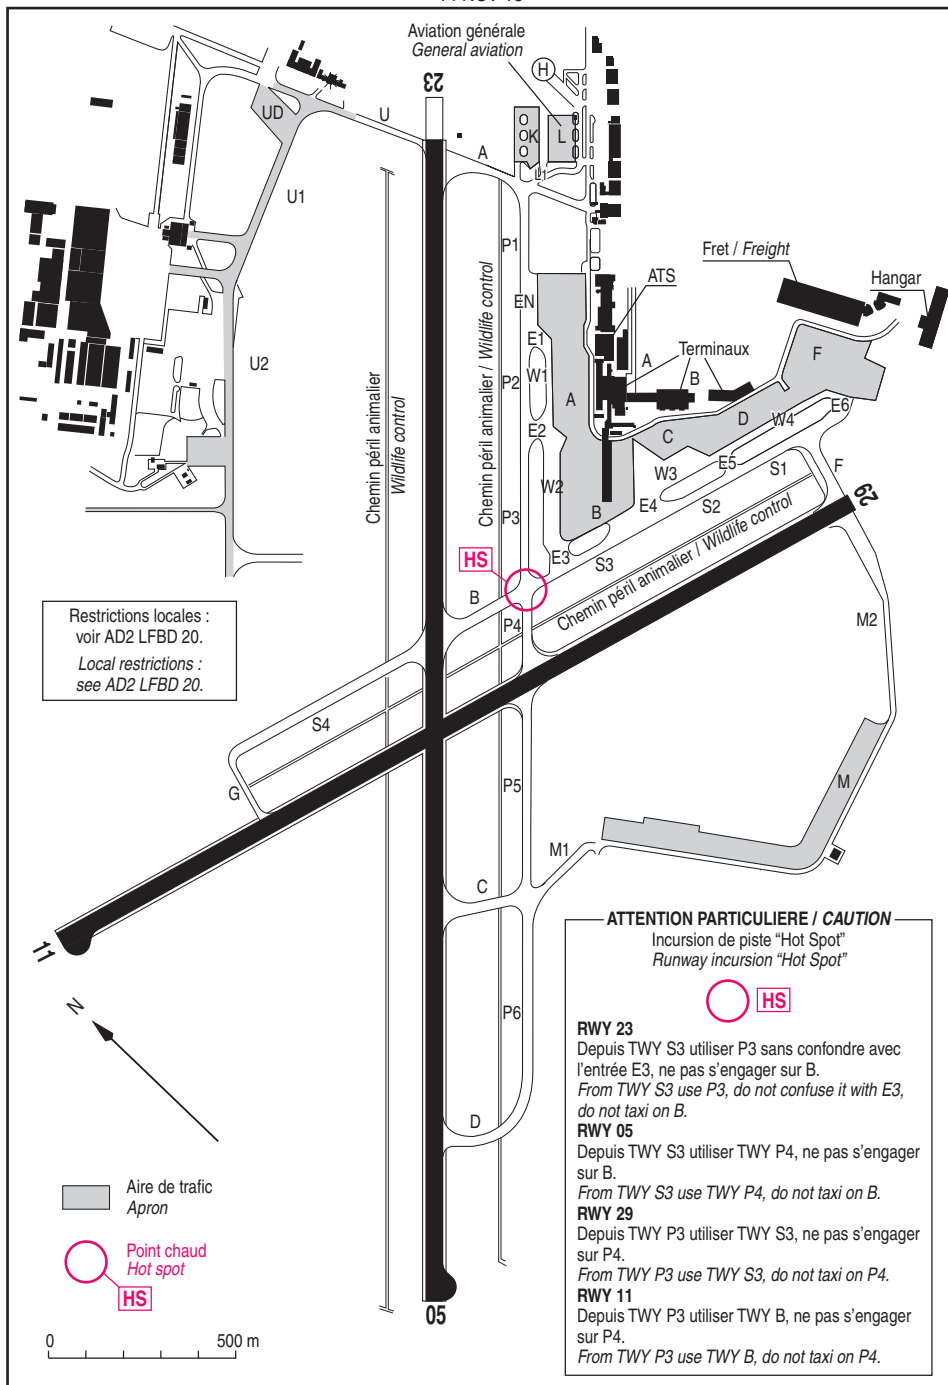 Aviation générale
General aviation
23
H
UD
U
A
K
L
L1
U1
P1
Fret / Freight
ATS
Hangar
EN
E1
U2
P2
W1
A
Terminaux
A
B
F
E2
C
D
W4
E6
E5
S1
F
Chemin péril animalier
Wildlife control
Chemin péril animalier / Wildlife control
W2
W3
E4
S2
29
P3
B
E3
S3
Chemin péril animalier / Wildlife control
HS
B
P4
M2
Restrictions locales :
voir AD2 LFBD 20.
Local restrictions :
see AD2 LFBD 20.
S4
G
P5
M
M1
C
11
N
P6
D
05
ATTENTION PARTICULIERE / CAUTION
Incursion de piste “Hot Spot”
Runway incursion “Hot Spot”
HS
RWY 23
Depuis TWY S3 utiliser P3 sans confondre avec
l’entrée E3, ne pas s’engager sur B.
From TWY S3 use P3, do not confuse it with E3,
do not taxi on B.
RWY 05
Depuis TWY S3 utiliser TWY P4, ne pas s’engager
sur B.
From TWY S3 use TWY P4, do not taxi on B.
RWY 29
Depuis TWY P3 utiliser TWY S3, ne pas s’engager
sur P4.
From TWY P3 use TWY S3, do not taxi on P4.
RWY 11
Depuis TWY P3 utiliser TWY B, ne pas s’engager
sur P4.
From TWY P3 use TWY B, do not taxi on P4.
Aire de trafic
Apron
Point chaud
Hot spot
HS
0 500 m